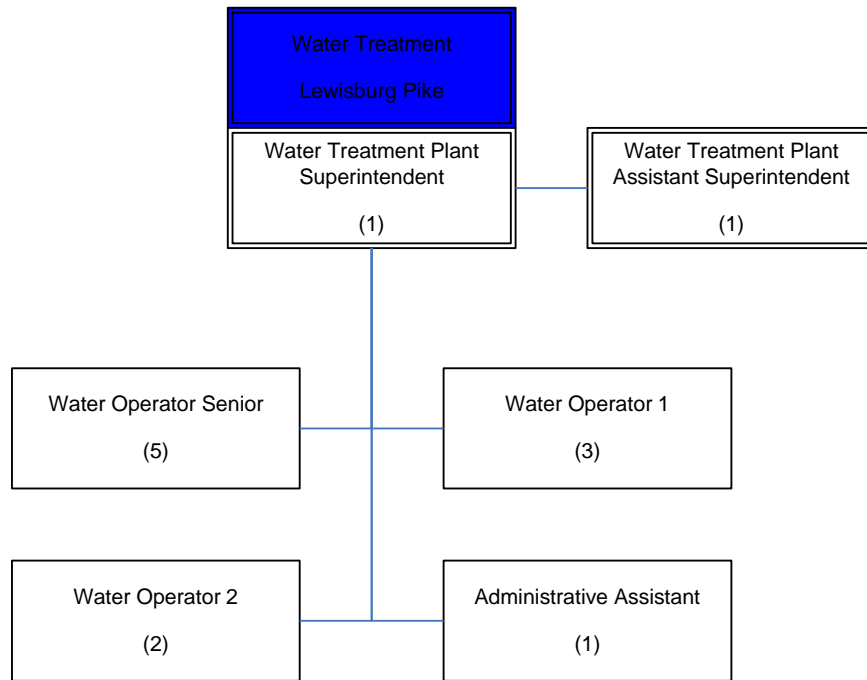 Water Treatment
Lewisburg Pike
Water Treatment Plant
Superintendent
(1)
Water Treatment Plant
Assistant Superintendent
(1)
Water Operator Senior
(5)
Water Operator 1
(3)
Water Operator 2
(2)
Administrative Assistant
(1)